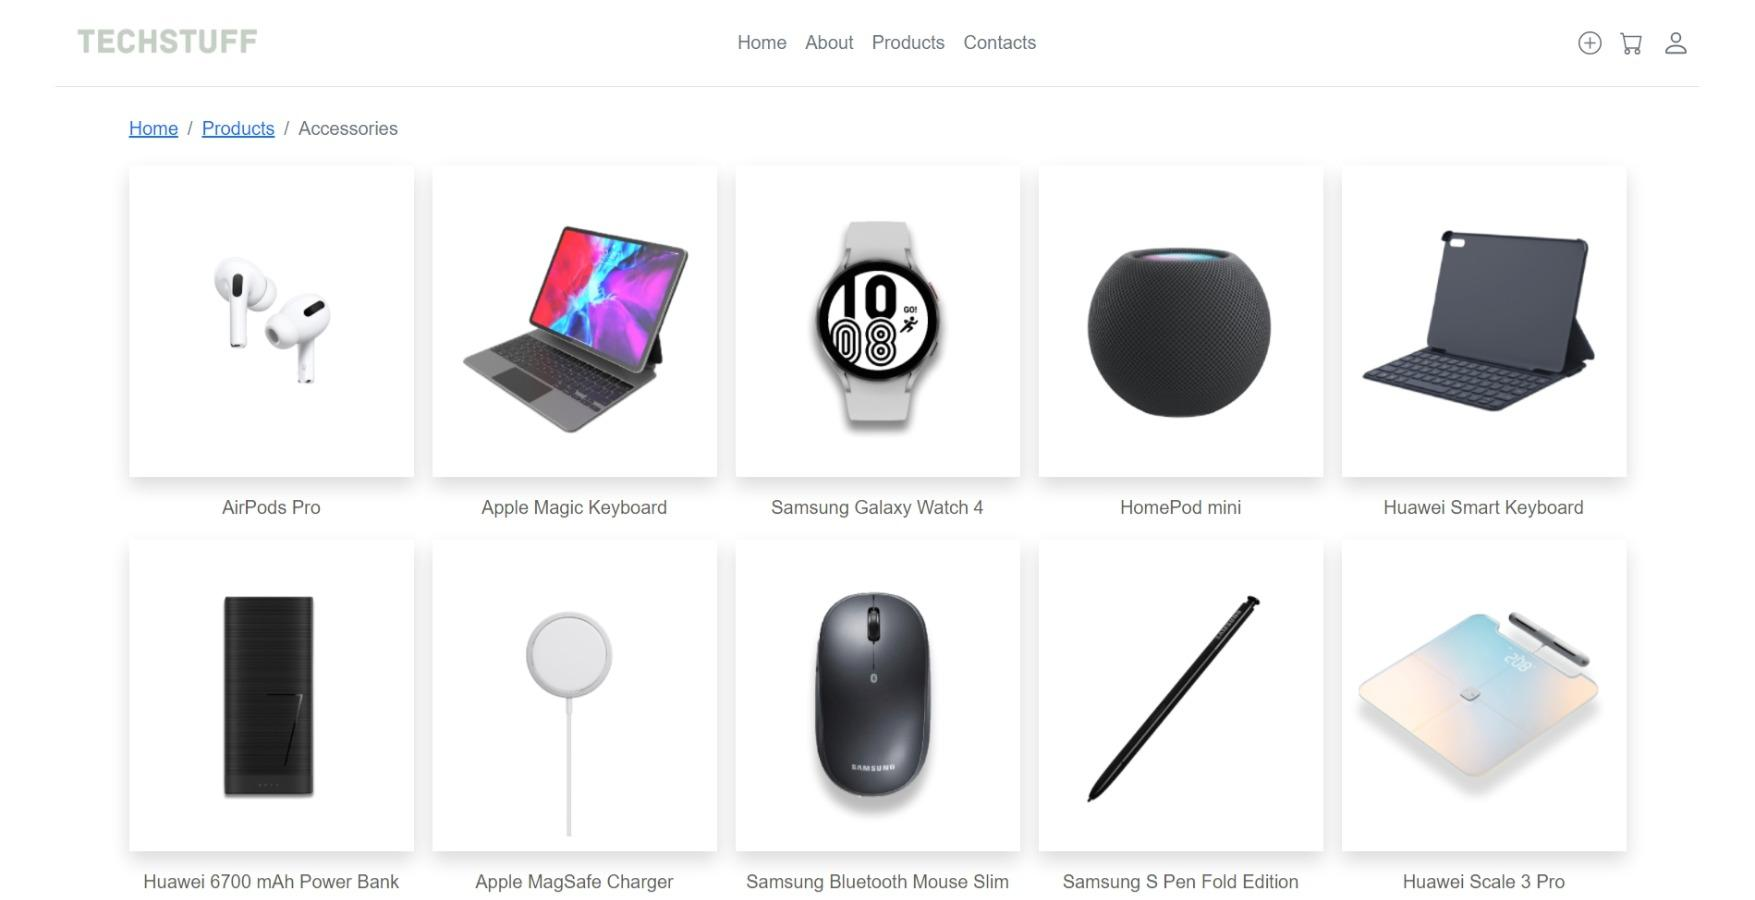 TECHSTUFF
Home About Products Contacts
Home / Products / Accessories
10
08
GO!
AirPods Pro
Apple Magic Keyboard
Samsung Galaxy Watch 4
HomePod mini
Huawei Smart Keyboard
SAMSUNG
SAMSUNG
208
Huawei 6700 mAh Power Bank
Apple MagSafe Charger
Samsung Bluetooth Mouse Slim
Samsung S Pen Fold Edition
Huawei Scale 3 Pro